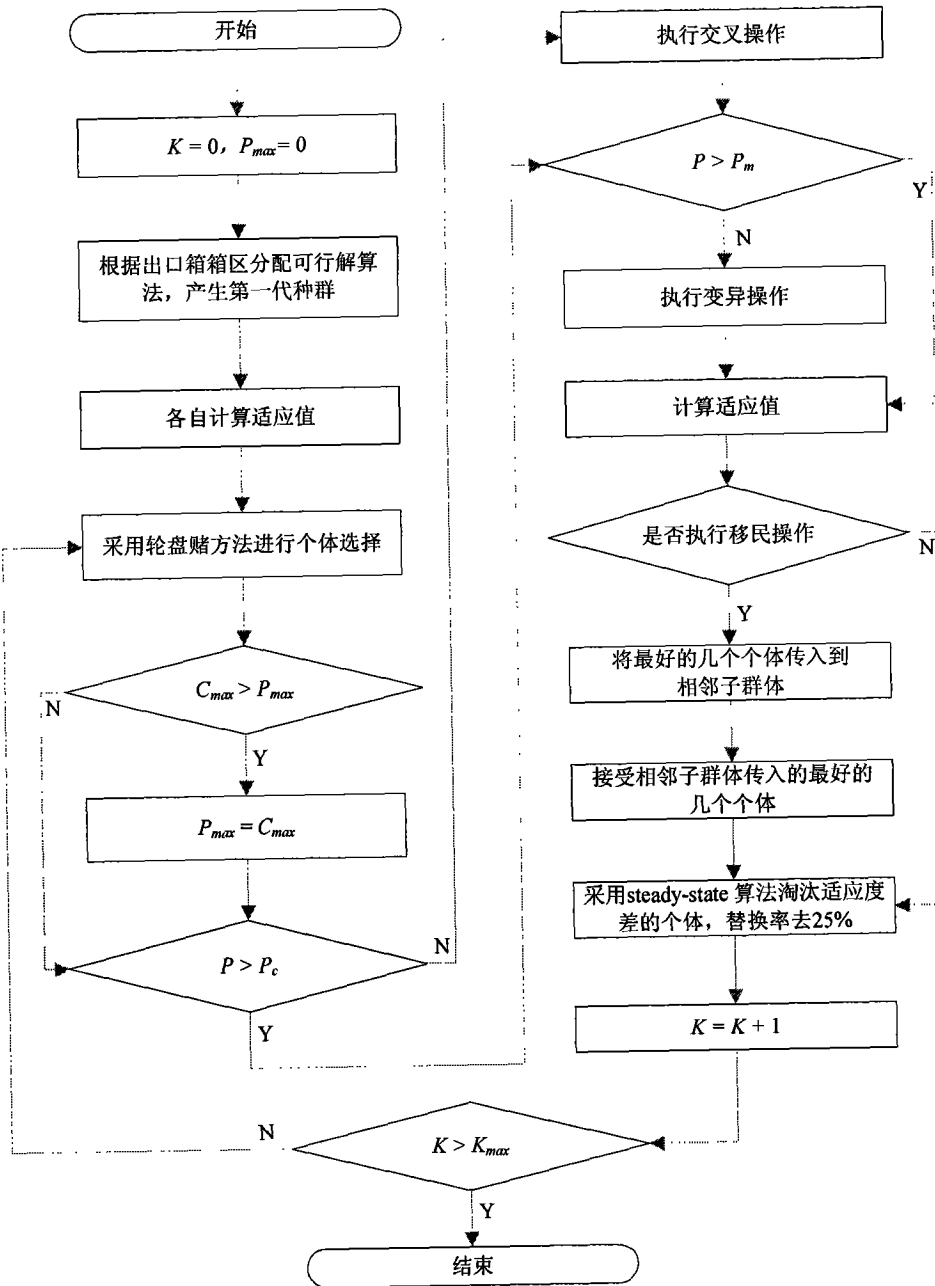 开始
K = 0, P_max = 0
根据出口箱箱区分配可行解算
法，产生第一代种群
各自计算适应值
采用轮盘赌方法进行个体选择
C_max > P_max
N
Y
P_max = C_max
P > P_c
N
Y
执行交叉操作
P > P_m
Y
N
执行变异操作
计算适应值
是否执行移民操作
N
Y
将最好的几个个体传入到
相邻子群体
接受相邻子群体传入的最好的
几个个体
采用steady-state 算法淘汰适应度
差的个体，替换率去25%
K = K + 1
K > K_max
N
Y
结束